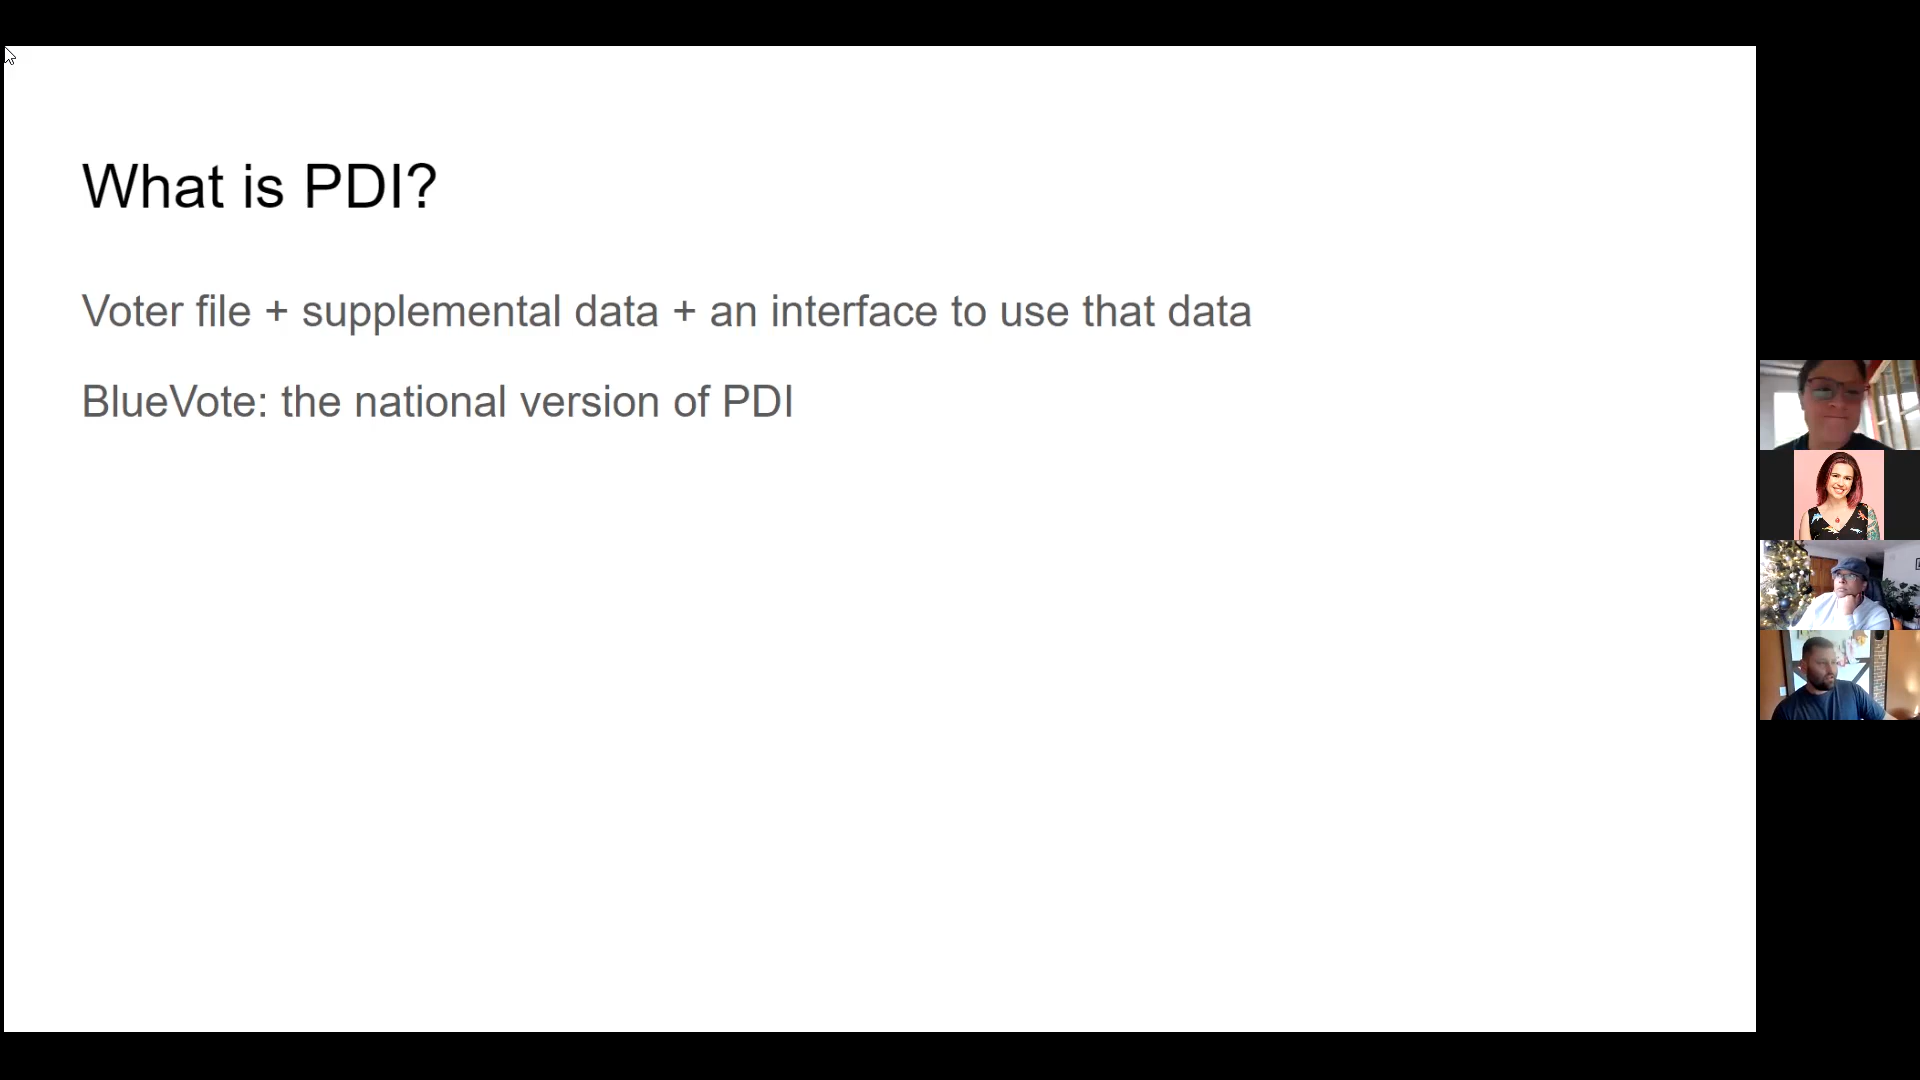 What is PDI?
Voter file + supplemental data + an interface to use that data
BlueVote: the national version of PDI